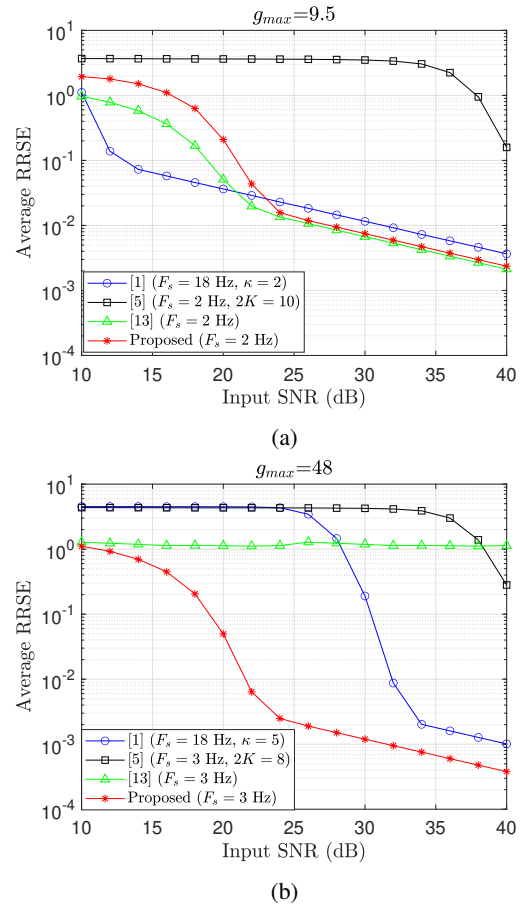 g_max=9.5
10^1
10^0
10^-1
10^-2
10^-3
10^-4
Average RRSE
[1] (F_s = 18 Hz, κ = 2)
[5] (F_s = 2 Hz, 2K = 10)
[13] (F_s = 2 Hz)
Proposed (F_s = 2 Hz)
10 15 20 25 30 35 40
Input SNR (dB)
(a)
g_max=48
10^1
10^0
10^-1
10^-2
10^-3
10^-4
Average RRSE
[1] (F_s = 18 Hz, κ = 5)
[5] (F_s = 3 Hz, 2K = 8)
[13] (F_s = 3 Hz)
Proposed (F_s = 3 Hz)
10 15 20 25 30 35 40
Input SNR (dB)
(b)